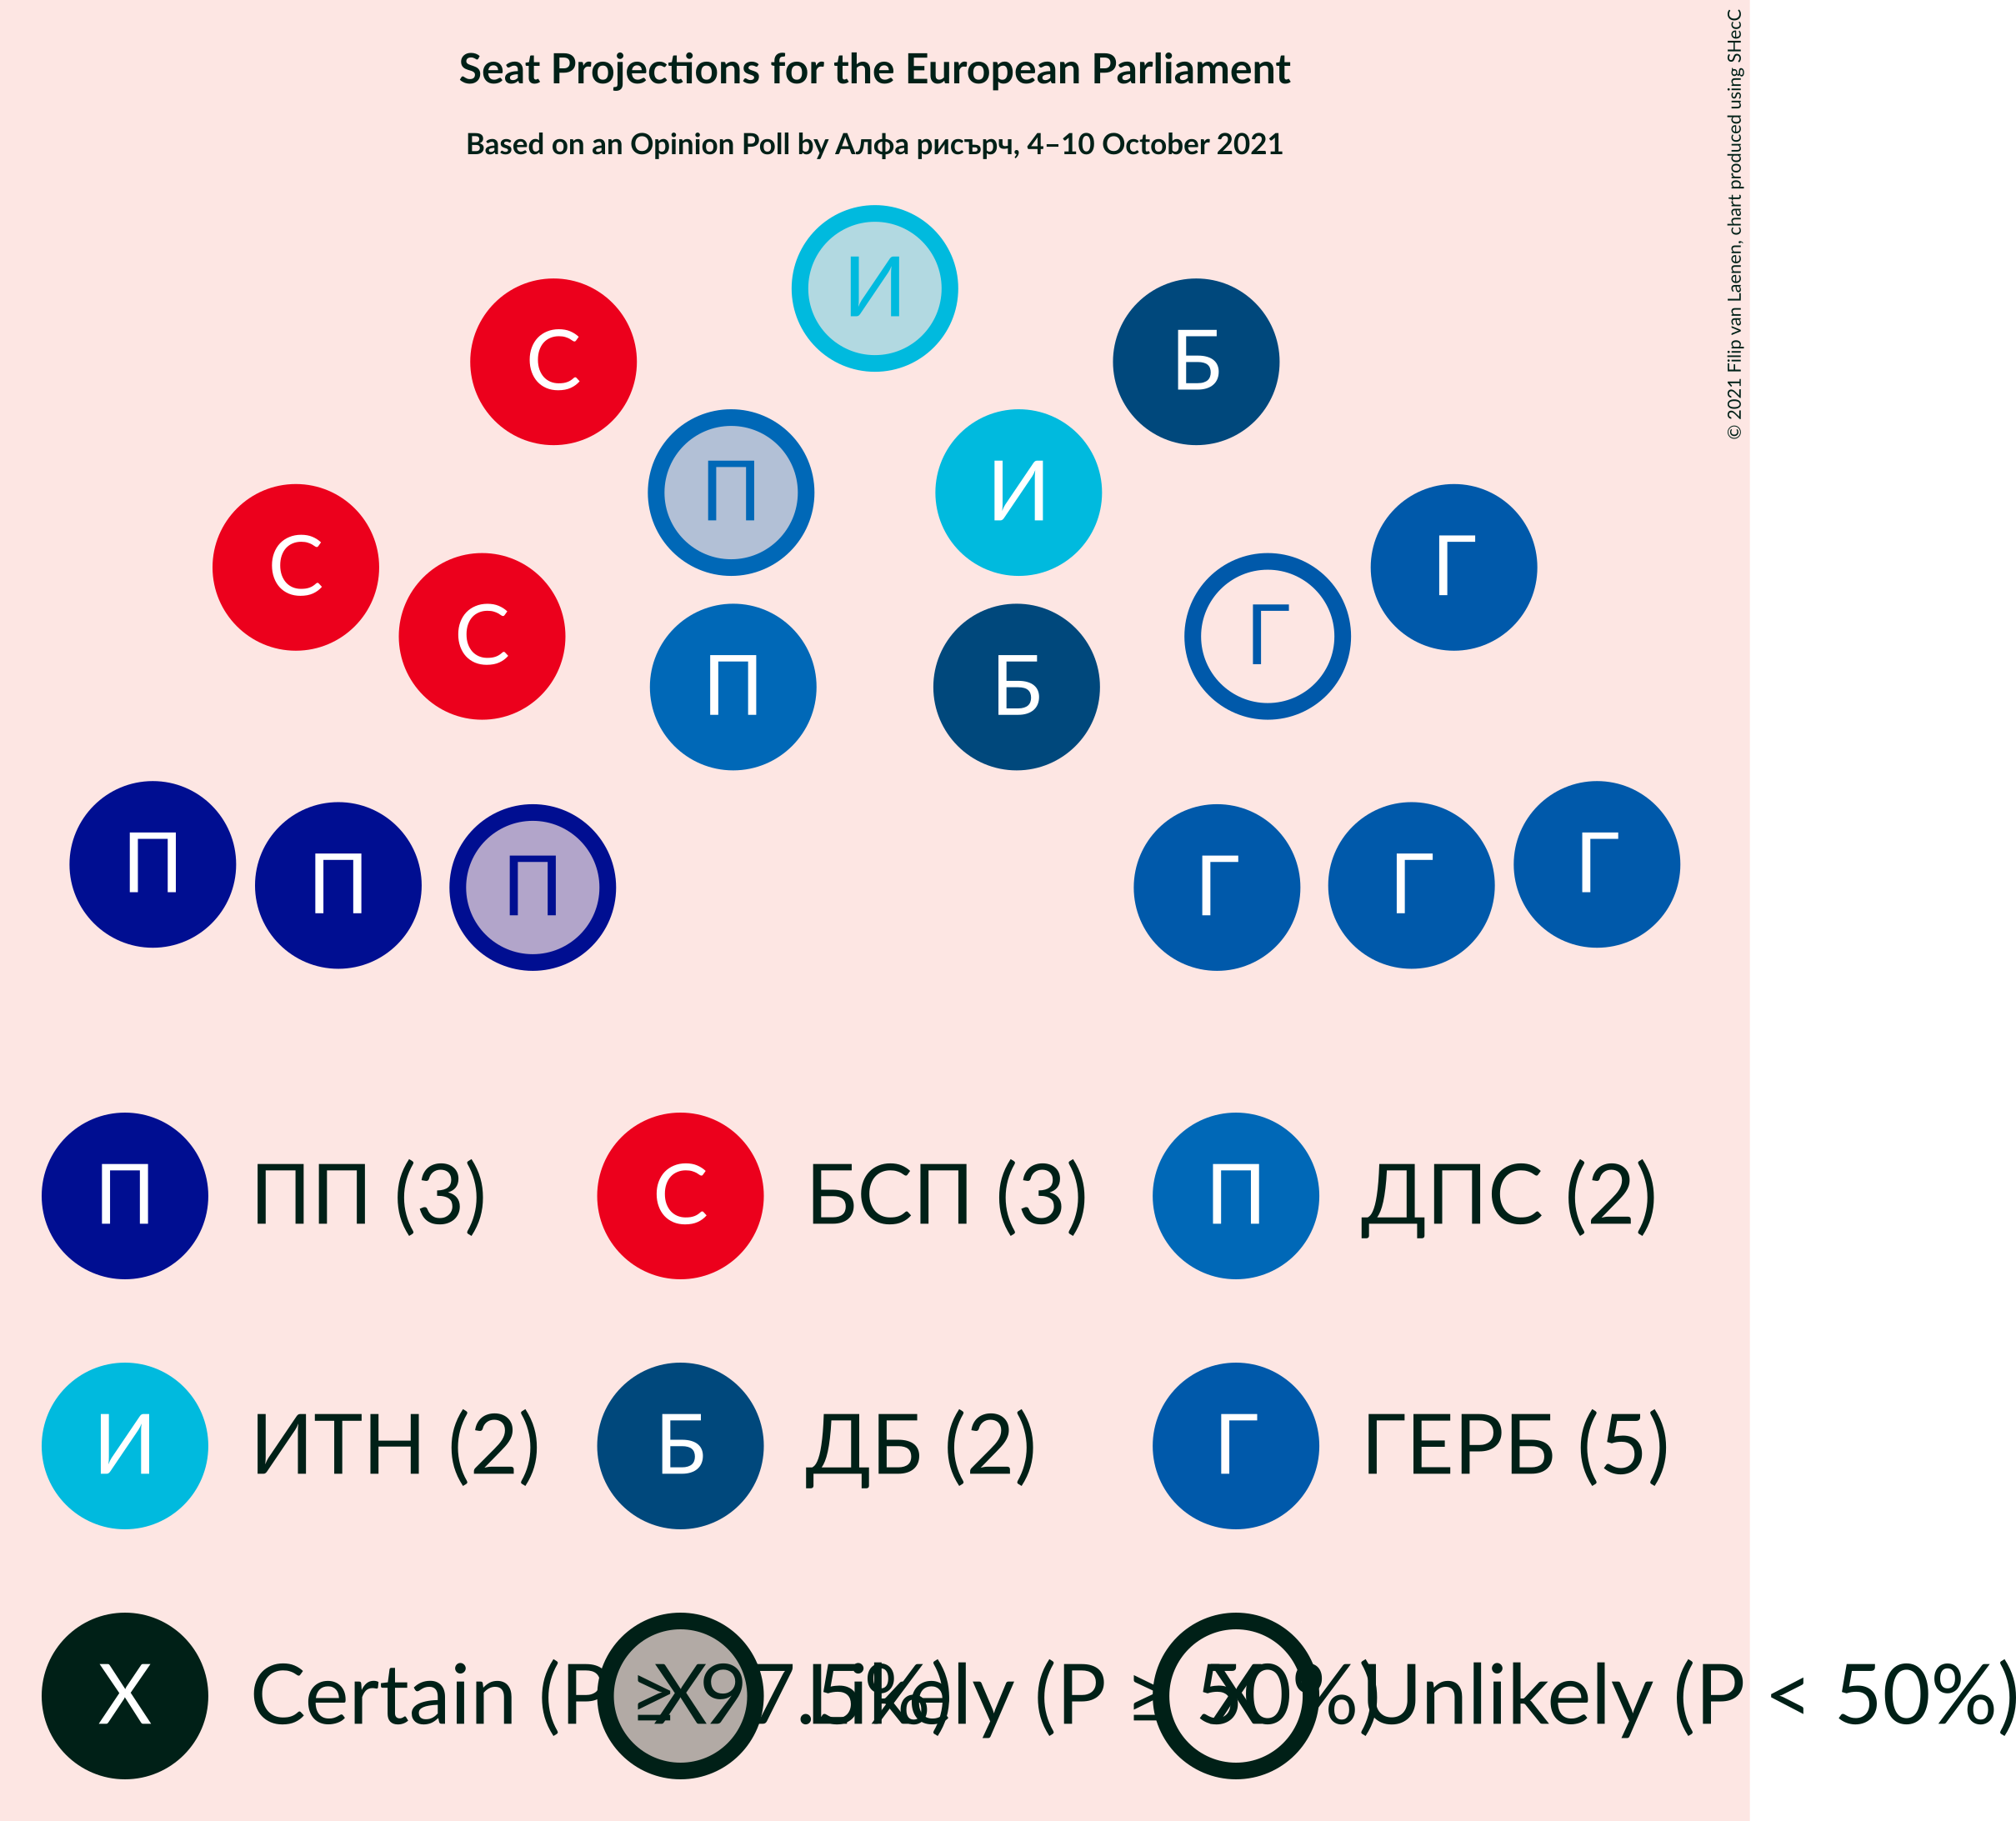 Seat Projections for the European Parliament
Based on an Opinion Poll by Алфа рисърч, 4–10 October 2021
© 2021 Filip van Laenen, chart produced using SHecC
И
С
Б
П
И
С
Г
С
Г
П
Б
П
П
П
Г
Г
Г
П ПП (3)
С БСП (3)
П ДПС (2)
И ИТН (2)
Б ДБ (2)
Г ГЕРБ (5)
X Certain (P ≥ 97.5%)
X Likely (P ≥ 50%)
X Unlikely (P < 50%)